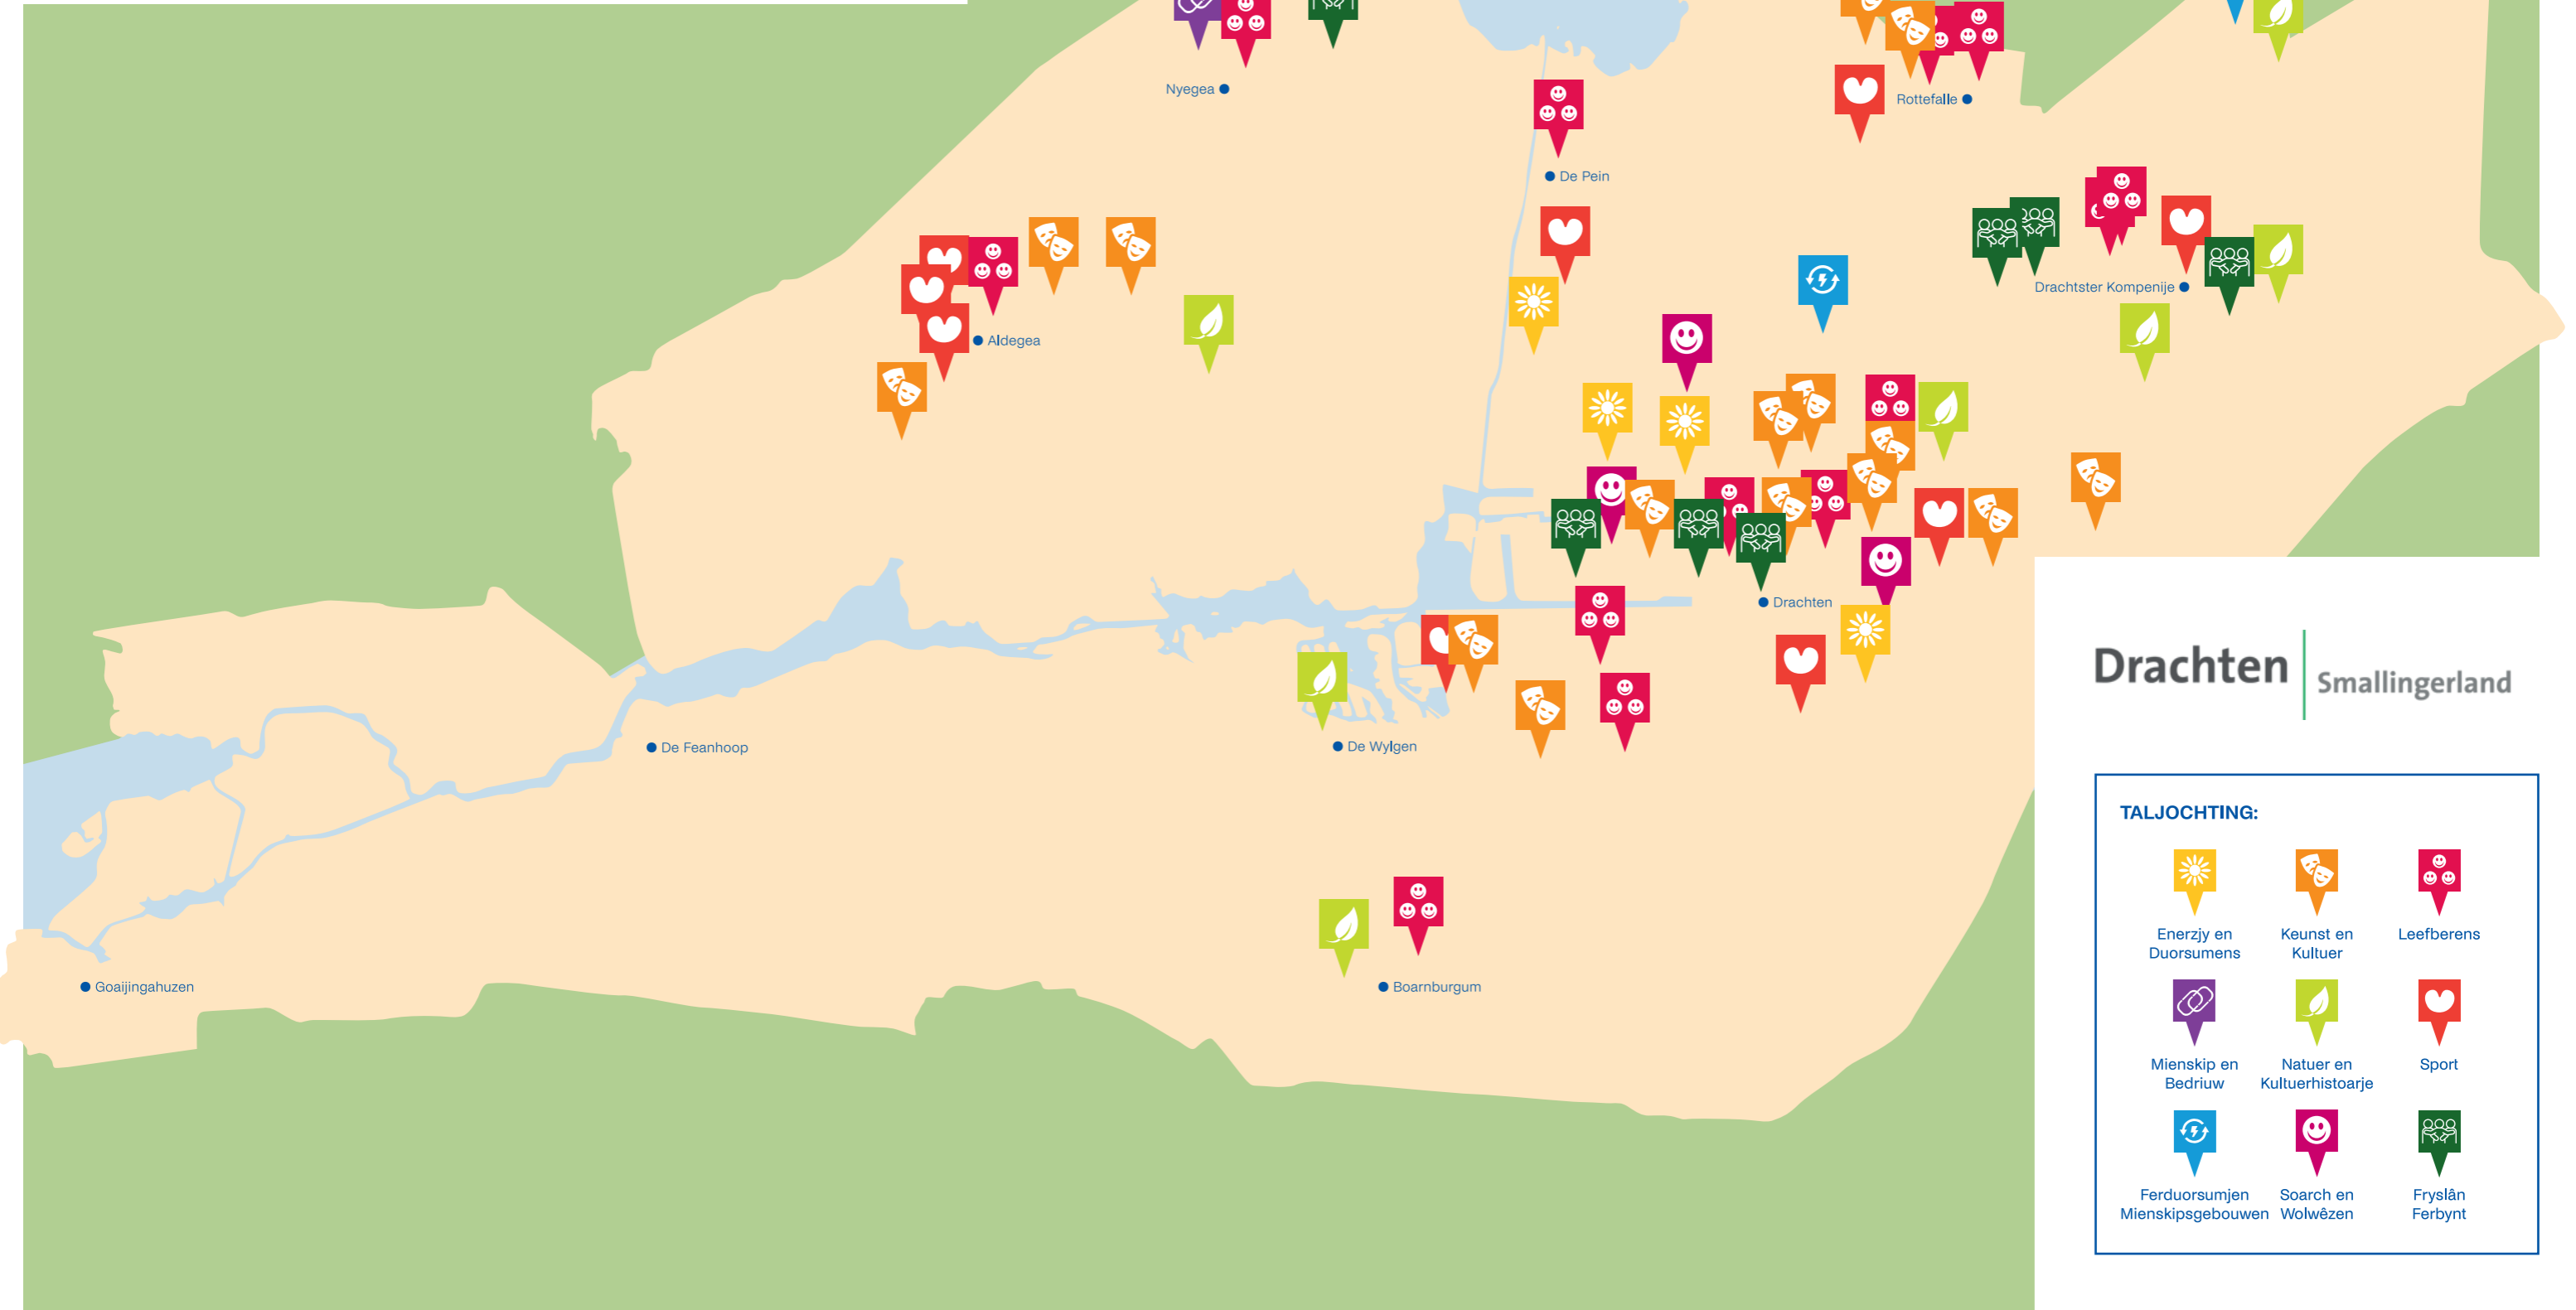 Nyegea
Rottefalle
De Pein
Drachtster Kompenije
Aldegea
Drachten
De Feanhoop
De Wylgen
Goaijingahuzen
Boarnburgum
Drachten
Smallingerland
TALJOCHTING:
Enerzjy en
Duorsumens
Keunst en
Kultuer
Leefberens
Mienskip en
Bedriuw
Natuer en
Kultuerhistoarje
Sport
Ferduorsumjen
Mienskipsgebouwen
Soarch en
Wolwêzen
Fryslân
Ferbynt